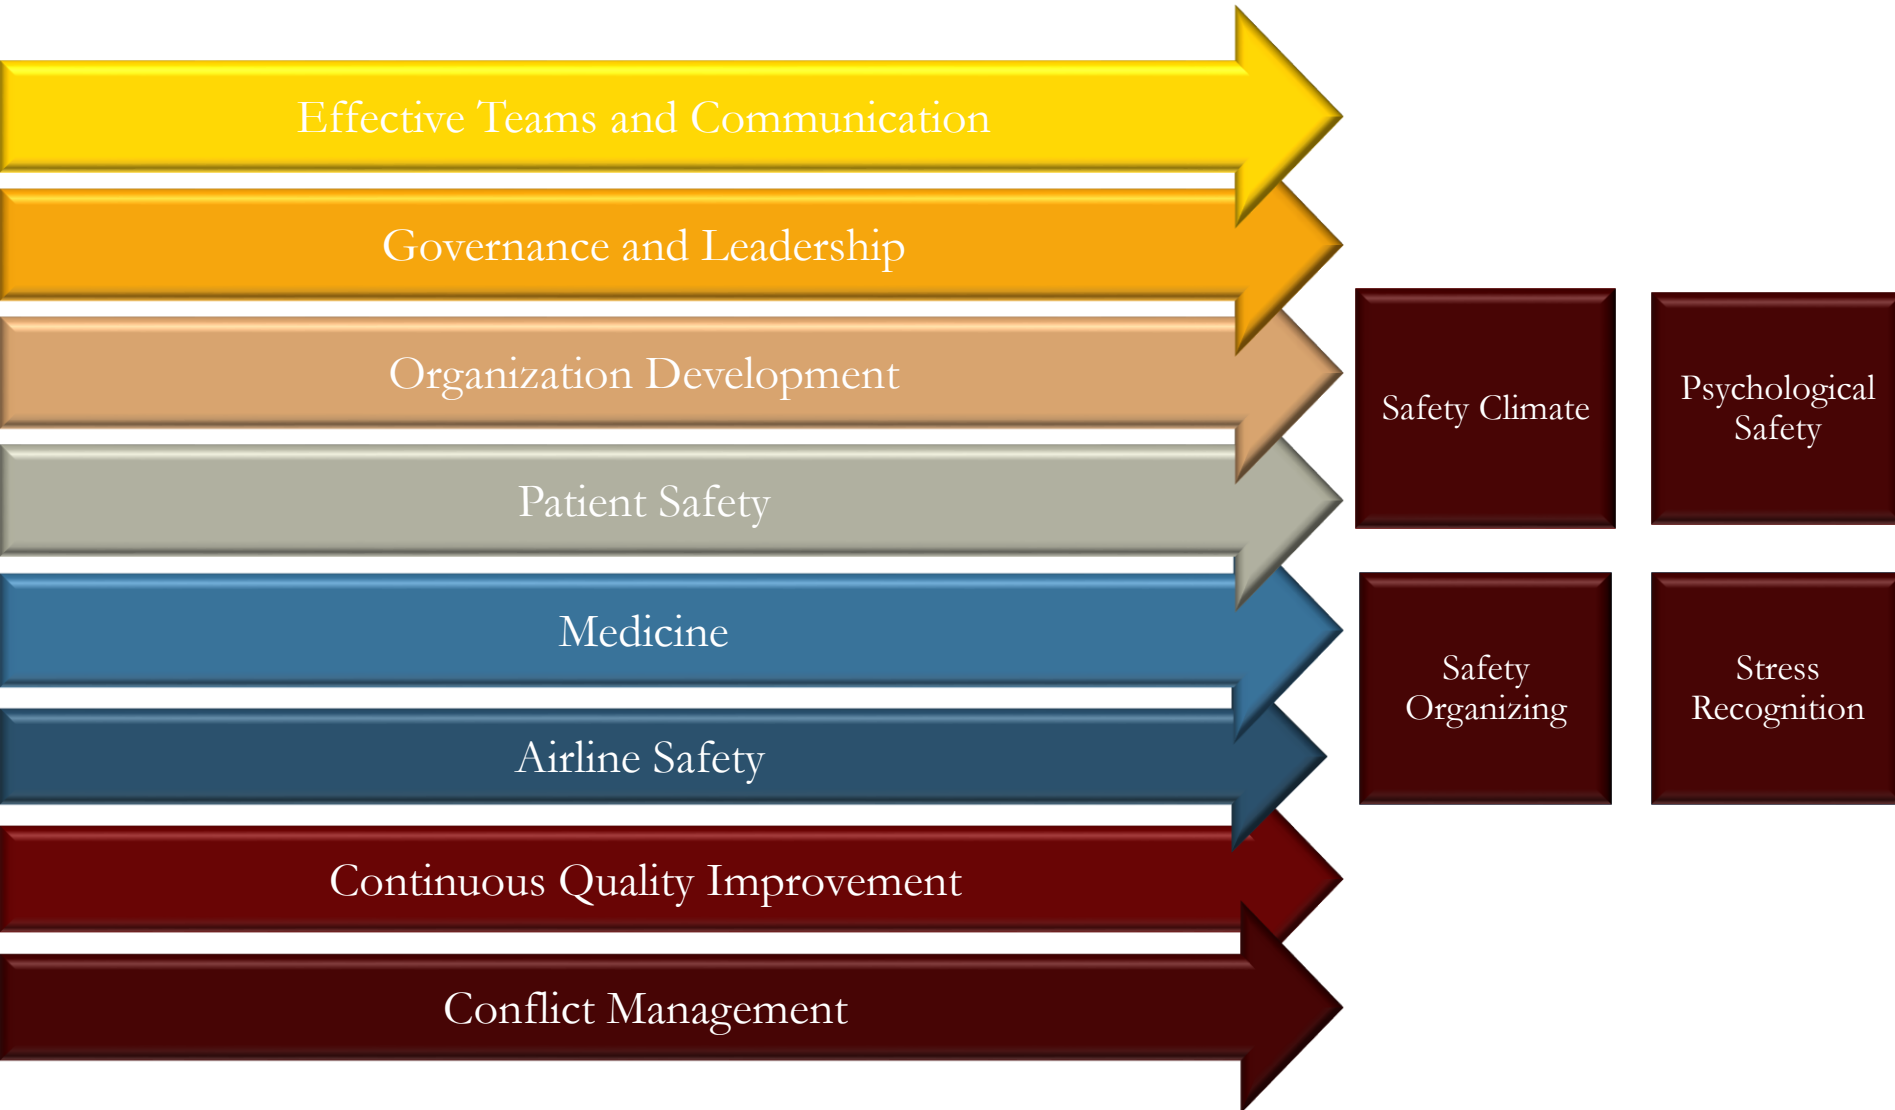 Effective Teams and Communication
Governance and Leadership
Organization Development
Patient Safety
Medicine
Airline Safety
Continuous Quality Improvement
Conflict Management
Safety Climate
Psychological
Safety
Safety
Organizing
Stress
Recognition